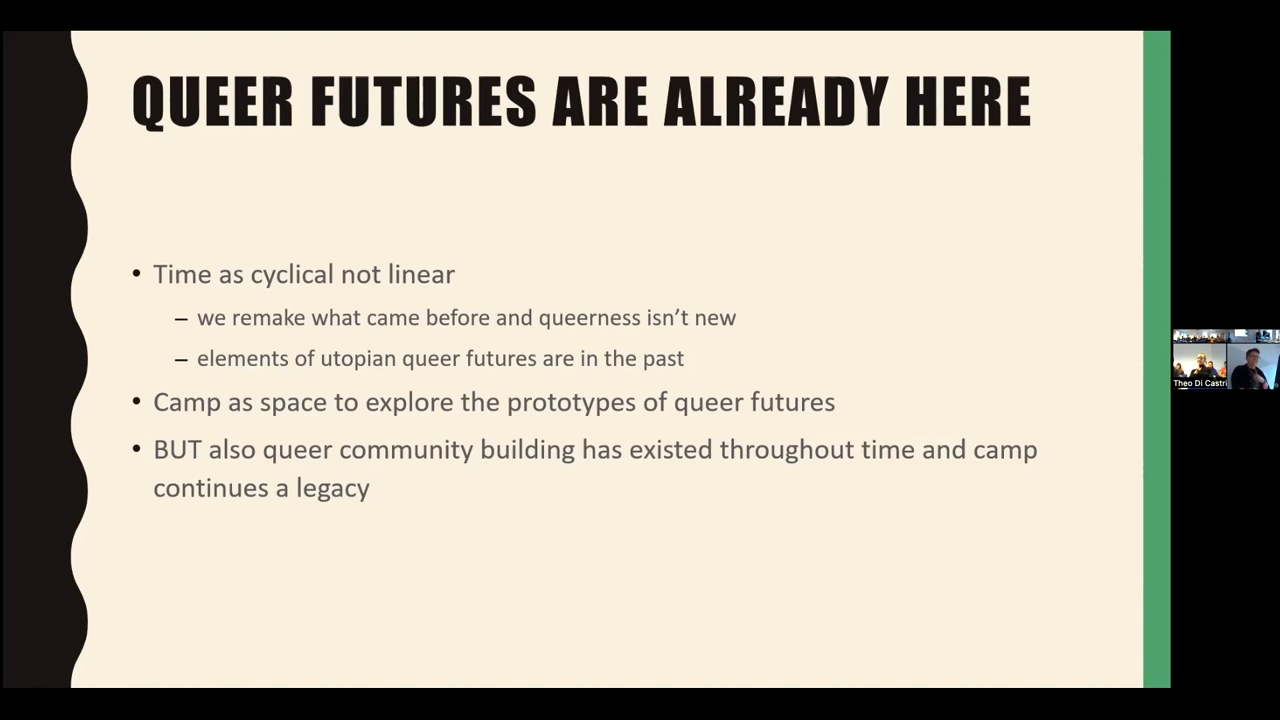 QUEER FUTURES ARE ALREADY HERE
• Time as cyclical not linear
– we remake what came before and queerness isn’t new
– elements of utopian queer futures are in the past
• Camp as space to explore the prototypes of queer futures
• BUT also queer community building has existed throughout time and camp
continues a legacy
Theo Di Castri